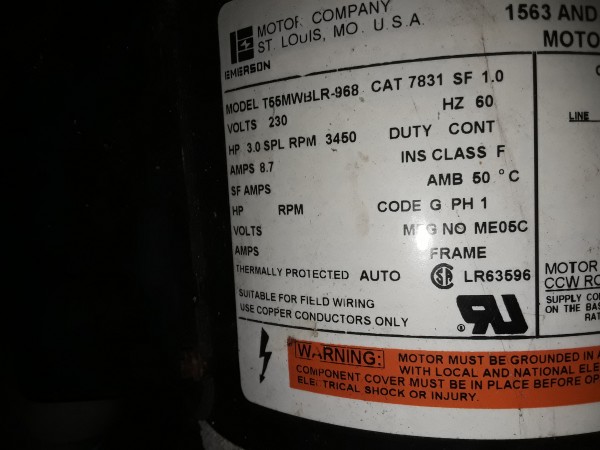 MOTOR COMPANY
ST. LOUIS, MO. U.S.A.
EMERSON
1563 AND
MOTO
MODEL T55MWBLR-968 CAT 7831 SF 1.0
VOLTS 230 HZ 60
HP 3.0 SPL RPM 3450 DUTY CONT
AMPS 8.7 INS CLASS F
SF AMPS AMB 50 °C
HP RPM CODE G PH 1
VOLTS MFG NO ME05C
AMPS FRAME
THERMALLY PROTECTED AUTO SA LR63596
SUITABLE FOR FIELD WIRING
USE COPPER CONDUCTORS ONLY
LINE
MOTOR
CCW RO
SUPPLY CO
ON THE BAS
RAT
WARNING: MOTOR MUST BE GROUNDED IN A
WITH LOCAL AND NATIONAL ELE
COMPONENT COVER MUST BE IN PLACE BEFORE OP
ELECTRICAL SHOCK OR INJURY.